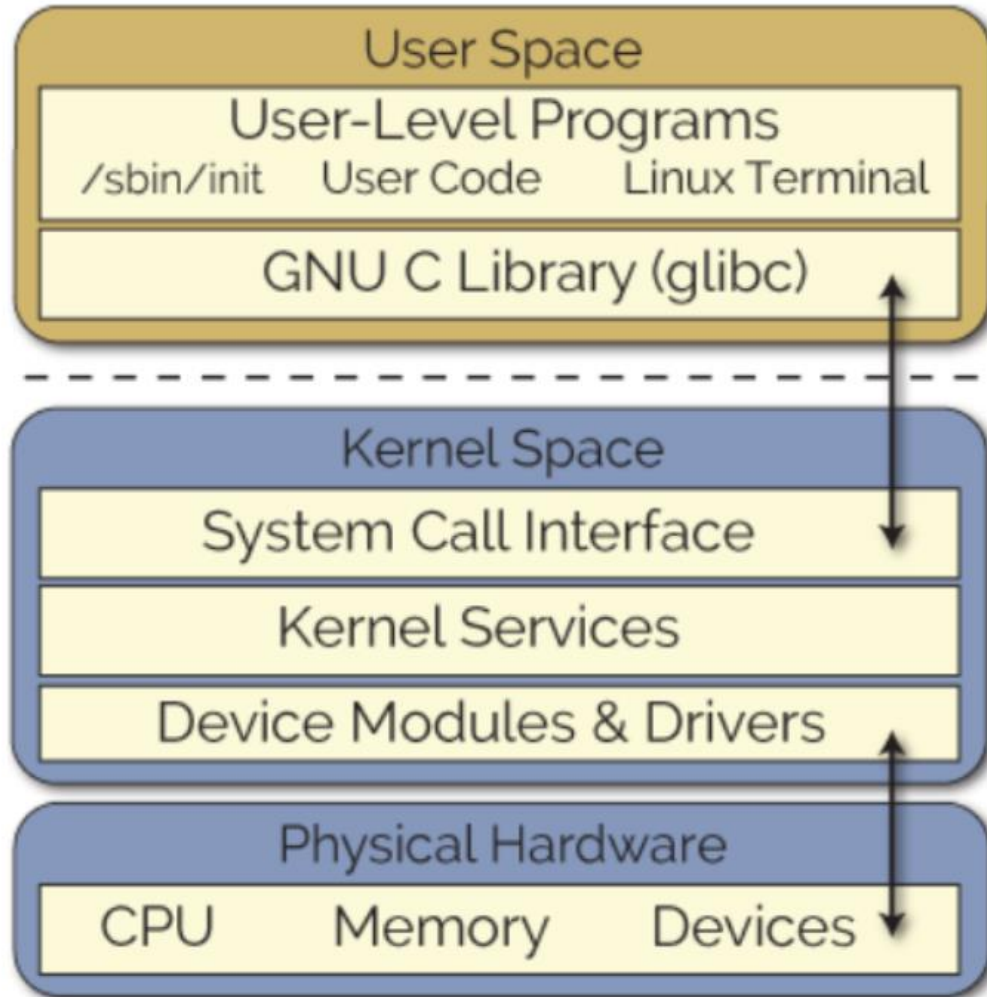 User Space
User-Level Programs
/sbin/init User Code Linux Terminal
GNU C Library (glibc)
Kernel Space
System Call Interface
Kernel Services
Device Modules & Drivers
Physical Hardware
CPU Memory Devices